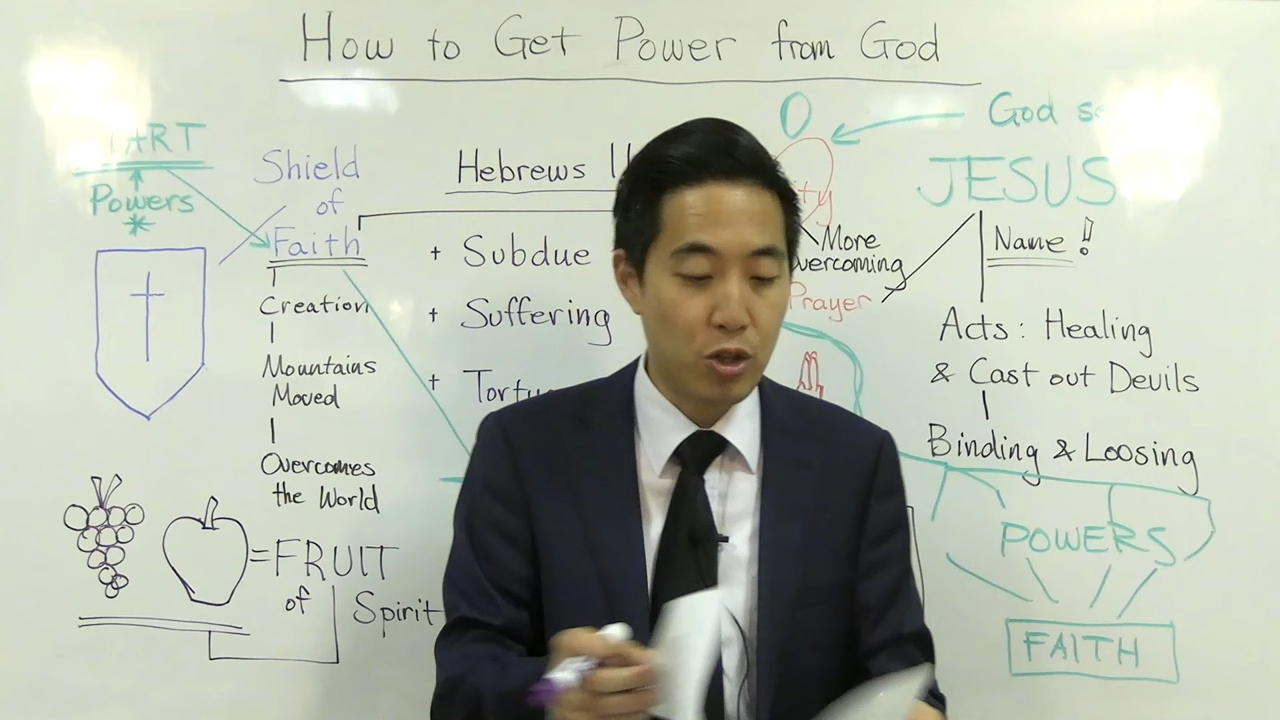 How to Get Power from God
God
JESUS
Name!
Powers
*
Shield
of
Faith
Creation
Mountains
Moved
Overcomes
the World
Hebrews
+ Subdue
+ Suffering
+
More
Prayer
Acts: Healing
& Cast out Devils
Binding & Loosing
POWERS
FAITH
= FRUIT
of
Spirit